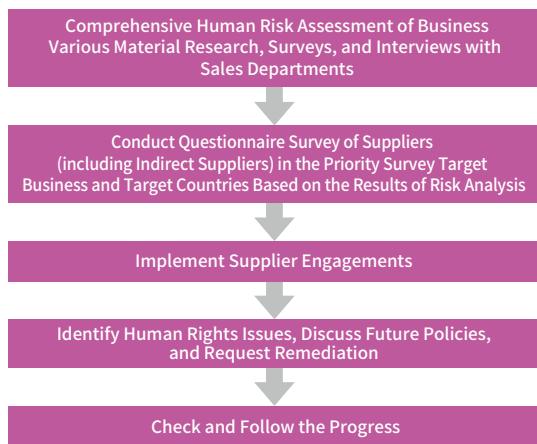 Comprehensive Human Risk Assessment of Business
Various Material Research, Surveys, and Interviews with
Sales Departments
Conduct Questionnaire Survey of Suppliers
(including Indirect Suppliers) in the Priority Survey Target
Business and Target Countries Based on the Results of Risk Analysis
Implement Supplier Engagements
Identify Human Rights Issues, Discuss Future Policies,
and Request Remediation
Check and Follow the Progress